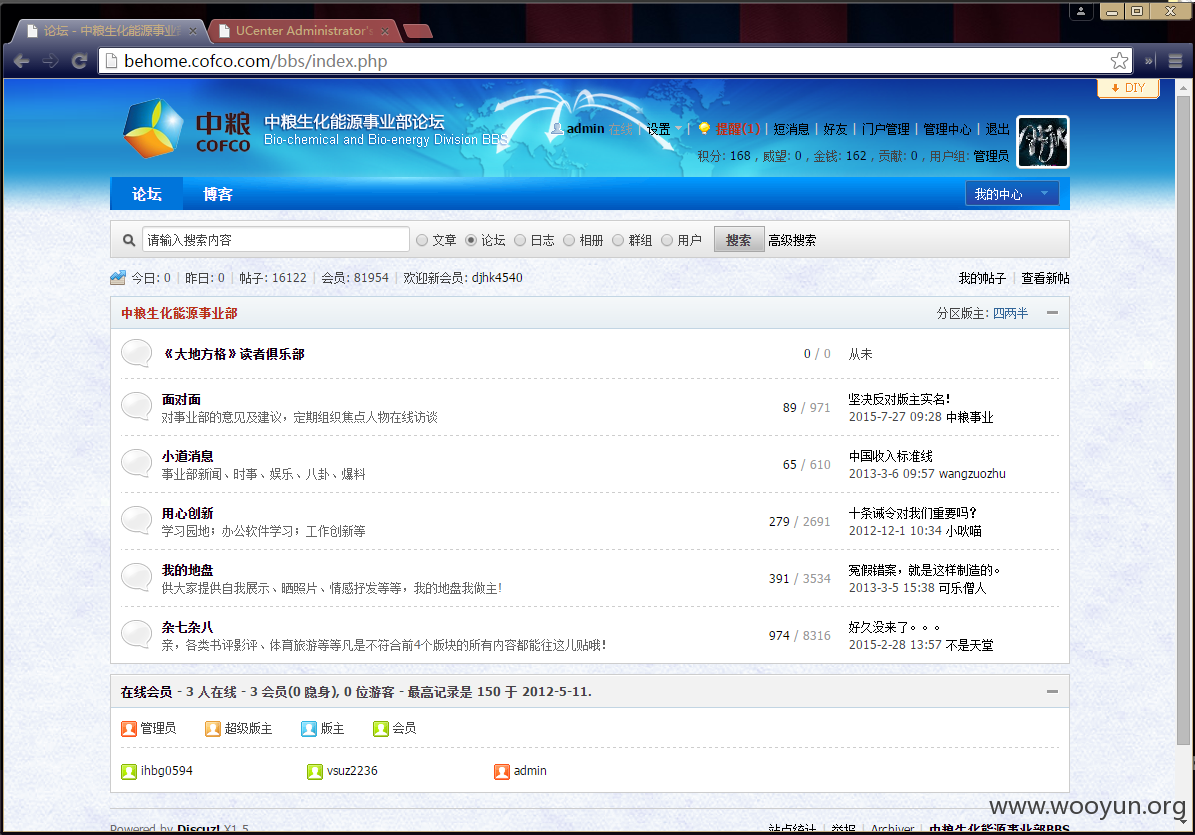 论坛 - 中粮生化能源事业
UCenter Administrator's
behome.cofco.com/bbs/index.php
DIY
中粮 COFCO
中粮生化能源事业部论坛
Bio-chemical and Bio-energy Division BBS
admin 在线 | 设置 | 提醒(1) | 短消息 | 好友 | 门户管理 | 管理中心 | 退出
积分: 168 , 威望: 0 , 金钱: 162 , 贡献: 0 , 用户组: 管理员
论坛 博客 我的中心
请输入搜索内容 文章 论坛 日志 相册 群组 用户 搜索 高级搜索
今日: 0 | 昨日: 0 | 帖子: 16122 | 会员: 81954 | 欢迎新会员: djhk4540 我的帖子 | 查看新帖
中粮生化能源事业部 分区版主: 四两半
《大地方格》读者俱乐部 0 / 0 从未
面对面 坚决反对版主实名!
对事业部的意见及建议，定期组织焦点人物在线访谈 89 / 971 2015-7-27 09:28 中粮事业
小道消息 中国收入标准线
事业部新闻、时事、娱乐、八卦、爆料 65 / 610 2013-3-6 09:57 wangzuozhu
用心创新 十条诫令对我们重要吗?
学习园地；办公软件学习；工作创新等 279 / 2691 2012-12-1 10:34 小吙喵
我的地盘 冤假错案，就是这样制造的。
供大家提供自我展示、晒照片、情感抒发等等，我的地盘我做主! 391 / 3534 2013-3-5 15:38 可乐僧人
杂七杂八 好欠没来了。。。
亲，各类书评影评、体育旅游等等凡是不符合前4个版块的所有内容都能往这儿贴哦! 974 / 8316 2015-2-28 13:57 不是天堂
在线会员 - 3 人在线 - 3 会员(0 隐身), 0 位游客 - 最高记录是 150 于 2012-5-11.
管理员 超级版主 版主 会员
ihbg0594 vsuz2236 admin
www.wooyun.org
Powered by Discuz! X1.5 站点统计 | 举报 | Archiver | 中粮生化能源事业部BBS